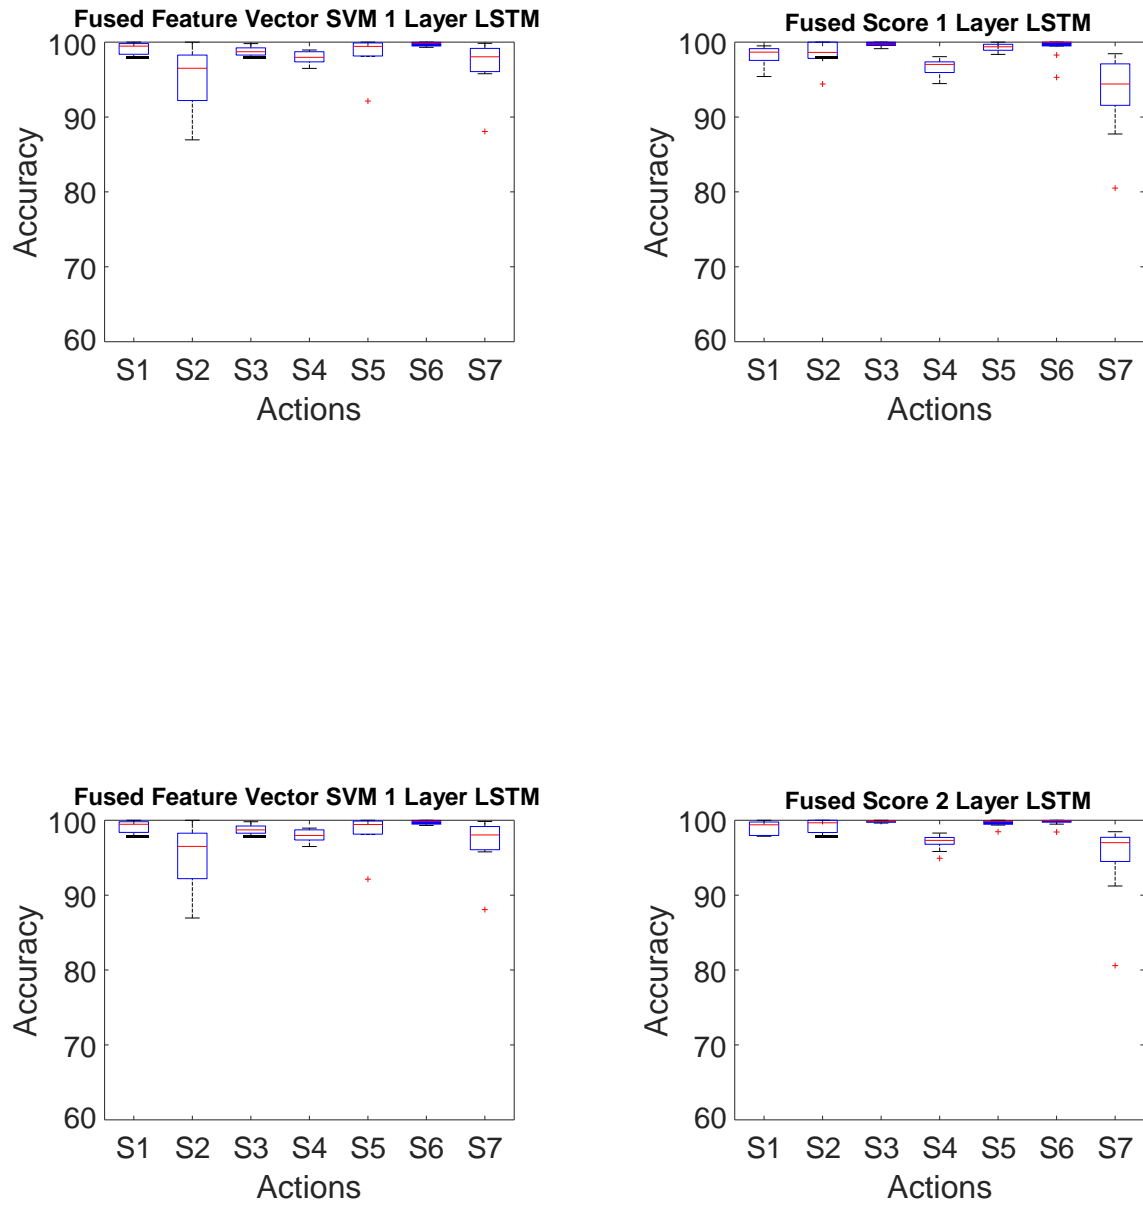 Fused Feature Vector SVM 1 Layer LSTM
100
90
80
70
60
Accuracy
S1 S2 S3 S4 S5 S6 S7
Actions
Fused Score 1 Layer LSTM
100
90
80
70
60
Accuracy
S1 S2 S3 S4 S5 S6 S7
Actions
Fused Feature Vector SVM 1 Layer LSTM
100
90
80
70
60
Accuracy
S1 S2 S3 S4 S5 S6 S7
Actions
Fused Score 2 Layer LSTM
100
90
80
70
60
Accuracy
S1 S2 S3 S4 S5 S6 S7
Actions